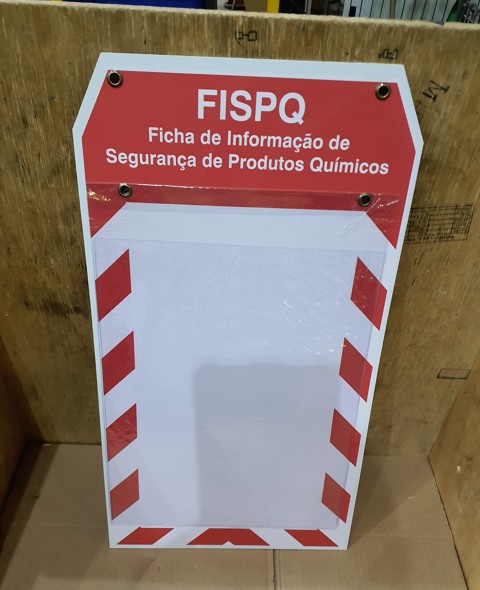 FISPQ
Ficha de Informação de
Segurança de Produtos Químicos